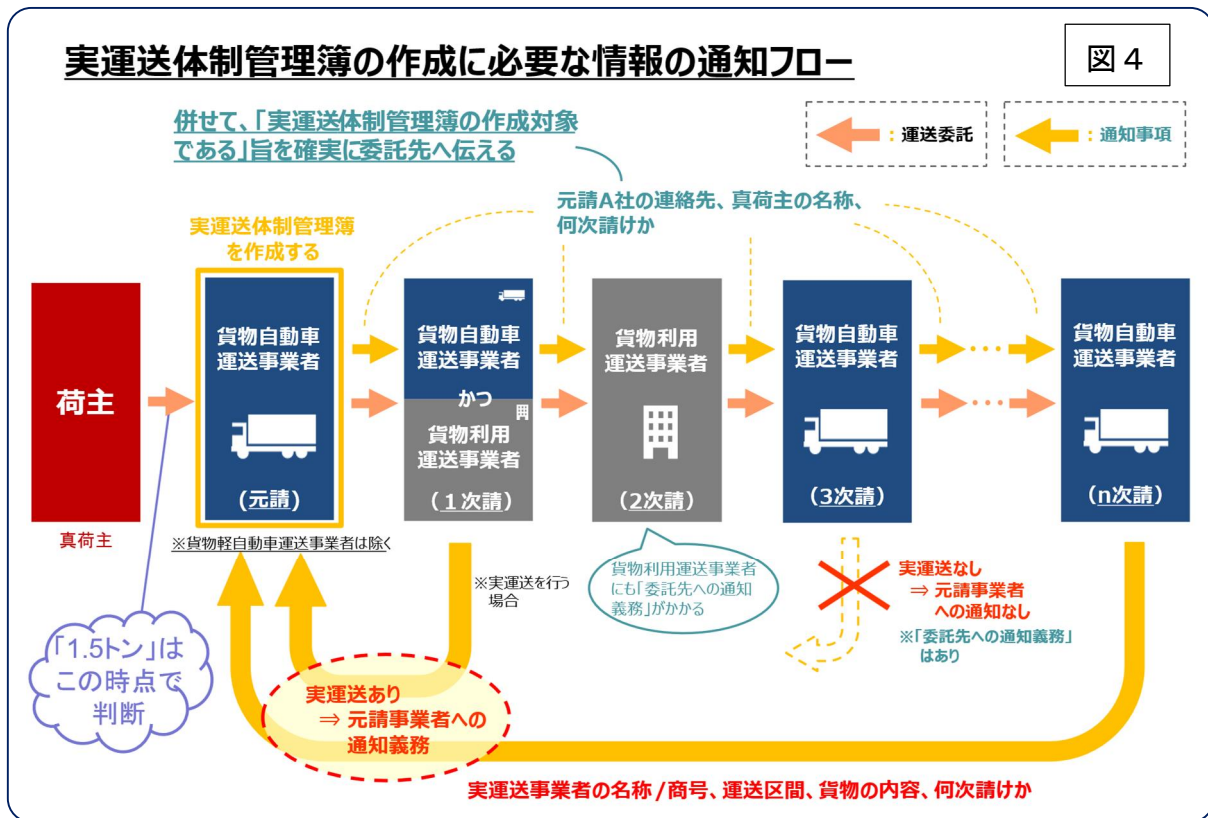 実運送体制管理簿の作成に必要な情報の通知フロー
図4
併せて、「実運送体制管理簿の作成対象
である」旨を確実に委託先へ伝える
：運送委託
：通知事項
元請A社の連絡先、真荷主の名称、
何次請けか
実運送体制管理簿
を作成する
荷主
真荷主
貨物自動車
運送事業者
(元請)
※貨物軽自動車運送事業者は除く
貨物自動車
運送事業者
かつ
貨物利用
運送事業者
(1次請)
貨物利用
運送事業者
(2次請)
貨物自動車
運送事業者
(3次請)
貨物自動車
運送事業者
(n次請)
※実運送を行う
場合
貨物利用運送事業者
にも「委託先への通知
義務」がかかる
実運送なし
⇒ 元請事業者
への通知なし
※「委託先への通知義務」
はあり
「1.5トン」は
この時点で
判断
実運送あり
⇒ 元請事業者への
通知義務
実運送事業者の名称/商号、運送区間、貨物の内容、何次請けか